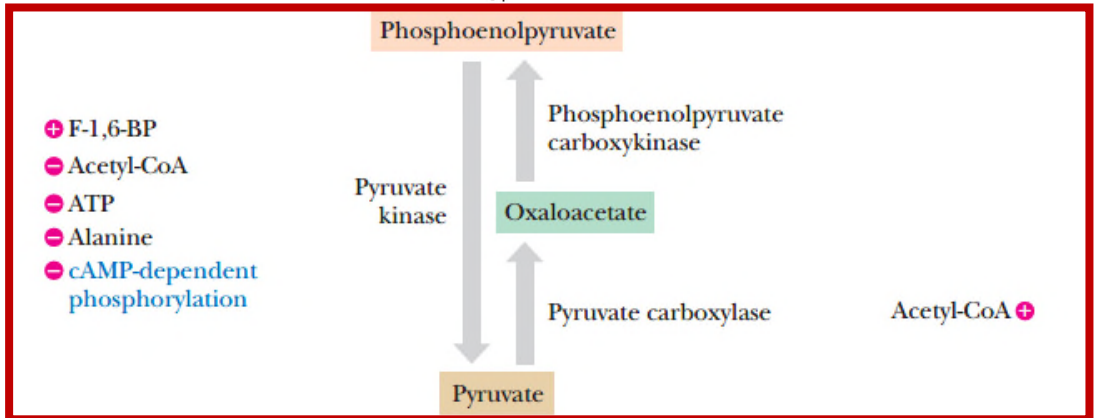 Phosphoenolpyruvate
+ F-1,6-BP
− Acetyl-CoA
− ATP
− Alanine
− cAMP-dependent
phosphorylation
Pyruvate
kinase
Phosphoenolpyruvate
carboxykinase
Oxaloacetate
Pyruvate carboxylase
Acetyl-CoA +
Pyruvate